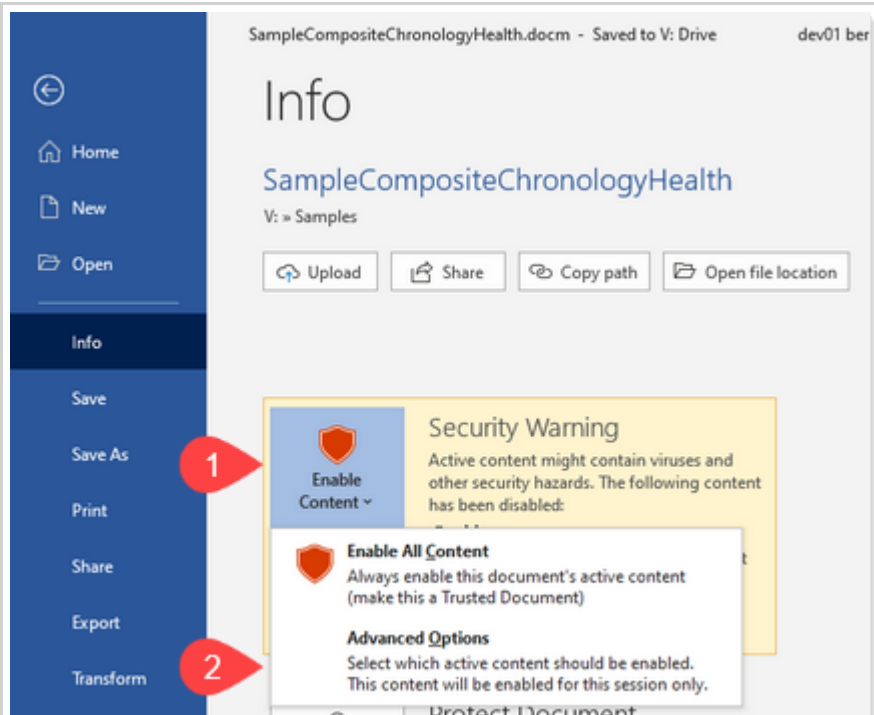 SampleCompositeChronologyHealth.docm - Saved to V: Drive
dev01 ber
Info
Home
New
Open
Info
Save
Save As
Print
Share
Export
Transform
SampleCompositeChronologyHealth
V: » Samples
Upload
Share
Copy path
Open file location
1
Enable
Content
Security Warning
Active content might contain viruses and
other security hazards. The following content
has been disabled:
Enable All Content
Always enable this document's active content
(make this a Trusted Document)
2
Advanced Options
Select which active content should be enabled.
This content will be enabled for this session only.
Protect Document